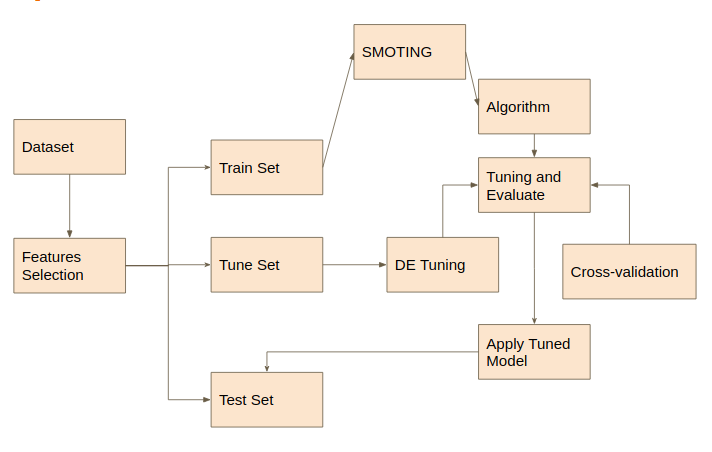 SMOTING
Algorithm
Dataset
Train Set
Tuning and
Evaluate
Features
Selection
Tune Set
DE Tuning
Cross-validation
Apply Tuned
Model
Test Set